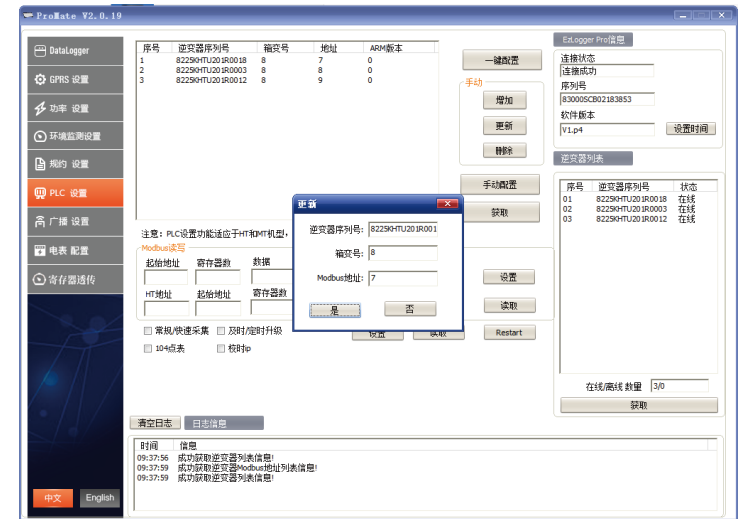 ProMate V2.0.19
DataLogger
GPRS 设置
功率 设置
环境监测设置
规约 设置
PLC 设置
广播 设置
电表 配置
寄存器透传
中文 English
序号 逆变器序列号 箱变号 地址 ARM版本
1 8225KHTU201R0018 8 7 0
2 8225KHTU201R0003 8 8 0
3 8225KHTU201R0012 8 9 0
一键配置
手动
增加
更新
删除
手动配置
获取
注意：PLC设置功能适应于HT和MT机型，
Modbus读写
起始地址 寄存器数 数据
HT地址 起始地址 寄存器数
设置
读取
常规/快速采集 及时/定时升级
104点表 校时ip
设置 读取 Restart
更新
逆变器序列号: 8225KHTU201R001
箱变号: 8
Modbus地址: 7
是 否
EzLogger Pro信息
连接状态
连接成功
序列号
83000SCB02183853
软件版本
V1.p4 设置时间
逆变器列表
序号 逆变器序列号 状态
01 8225KHTU201R0018 在线
02 8225KHTU201R0003 在线
03 8225KHTU201R0012 在线
在线/离线 数量 3/0
获取
清空日志 日志信息
时间 信息
09:37:56 成功获取逆变器列表信息!
09:37:59 成功获取逆变器Modbus地址列表信息!
09:37:59 成功获取逆变器列表信息!